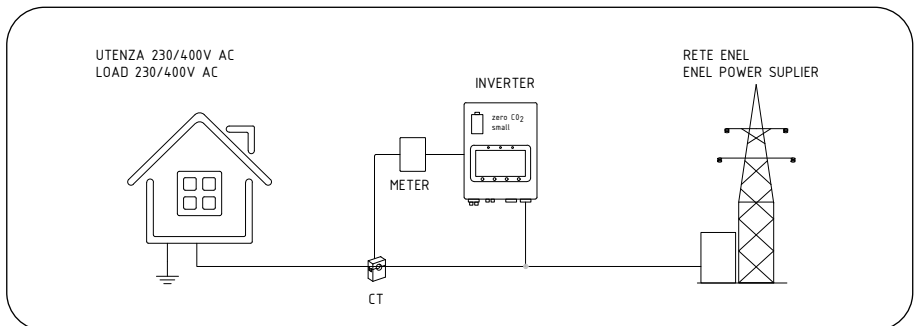 UTENZA 230/400V AC
LOAD 230/400V AC
RETE ENEL
ENEL POWER SUPLIER
INVERTER
zero CO2
small
METER
CT